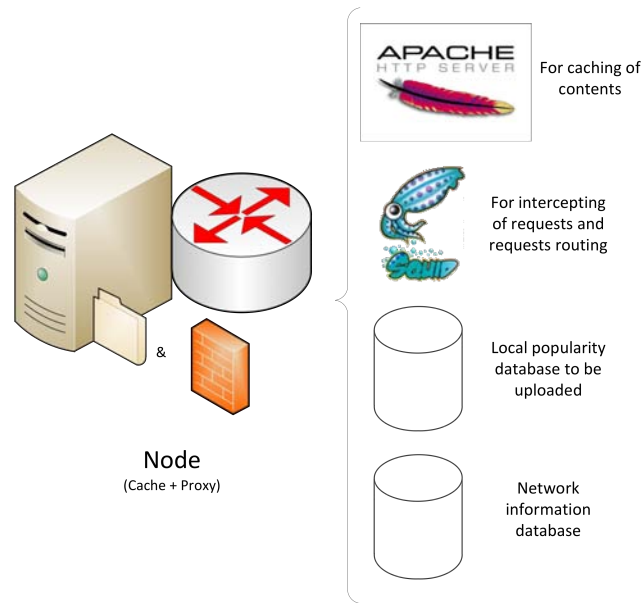 APACHE
HTTP SERVER
For caching of
contents
For intercepting
of requests and
requests routing
SQUID
&
Local popularity
database to be
uploaded
Node
(Cache + Proxy)
Network
information
database